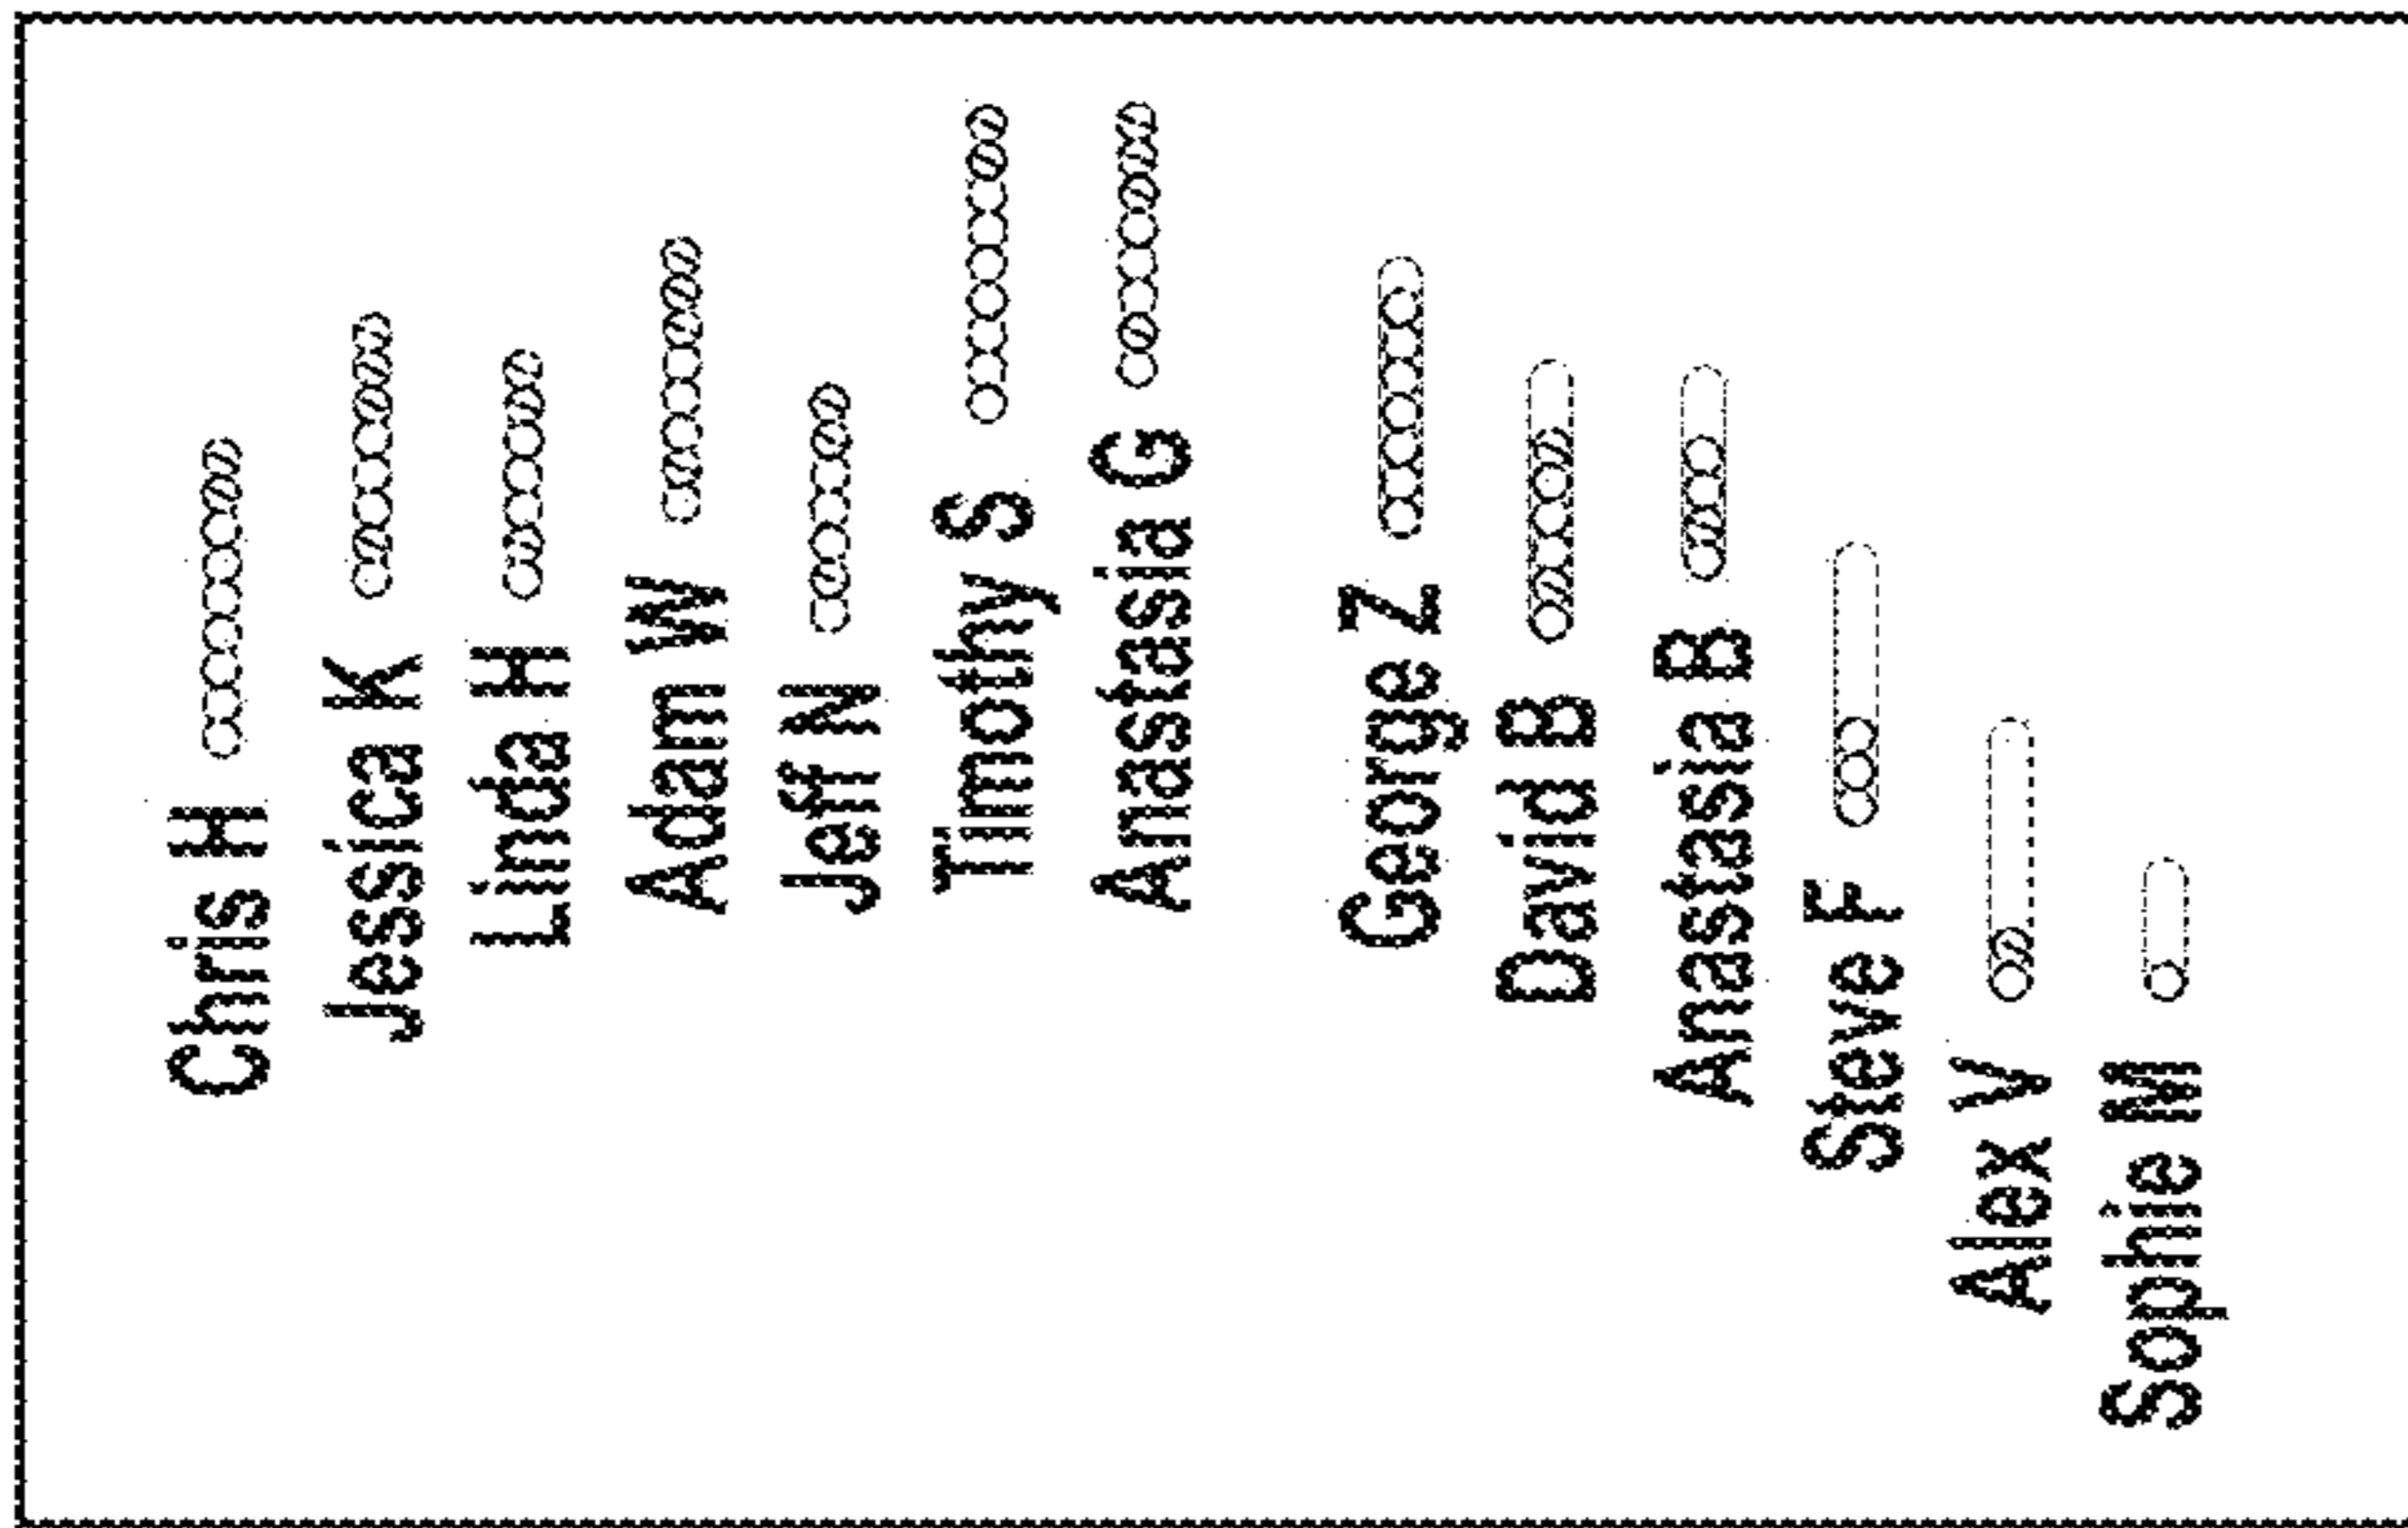 Chris H
Jessica K
Linda H
Adam W
Jeff N
Timothy S
Anastasia G
George Z
David B
Anastasia B
Steve F
Alex V
Sophie M